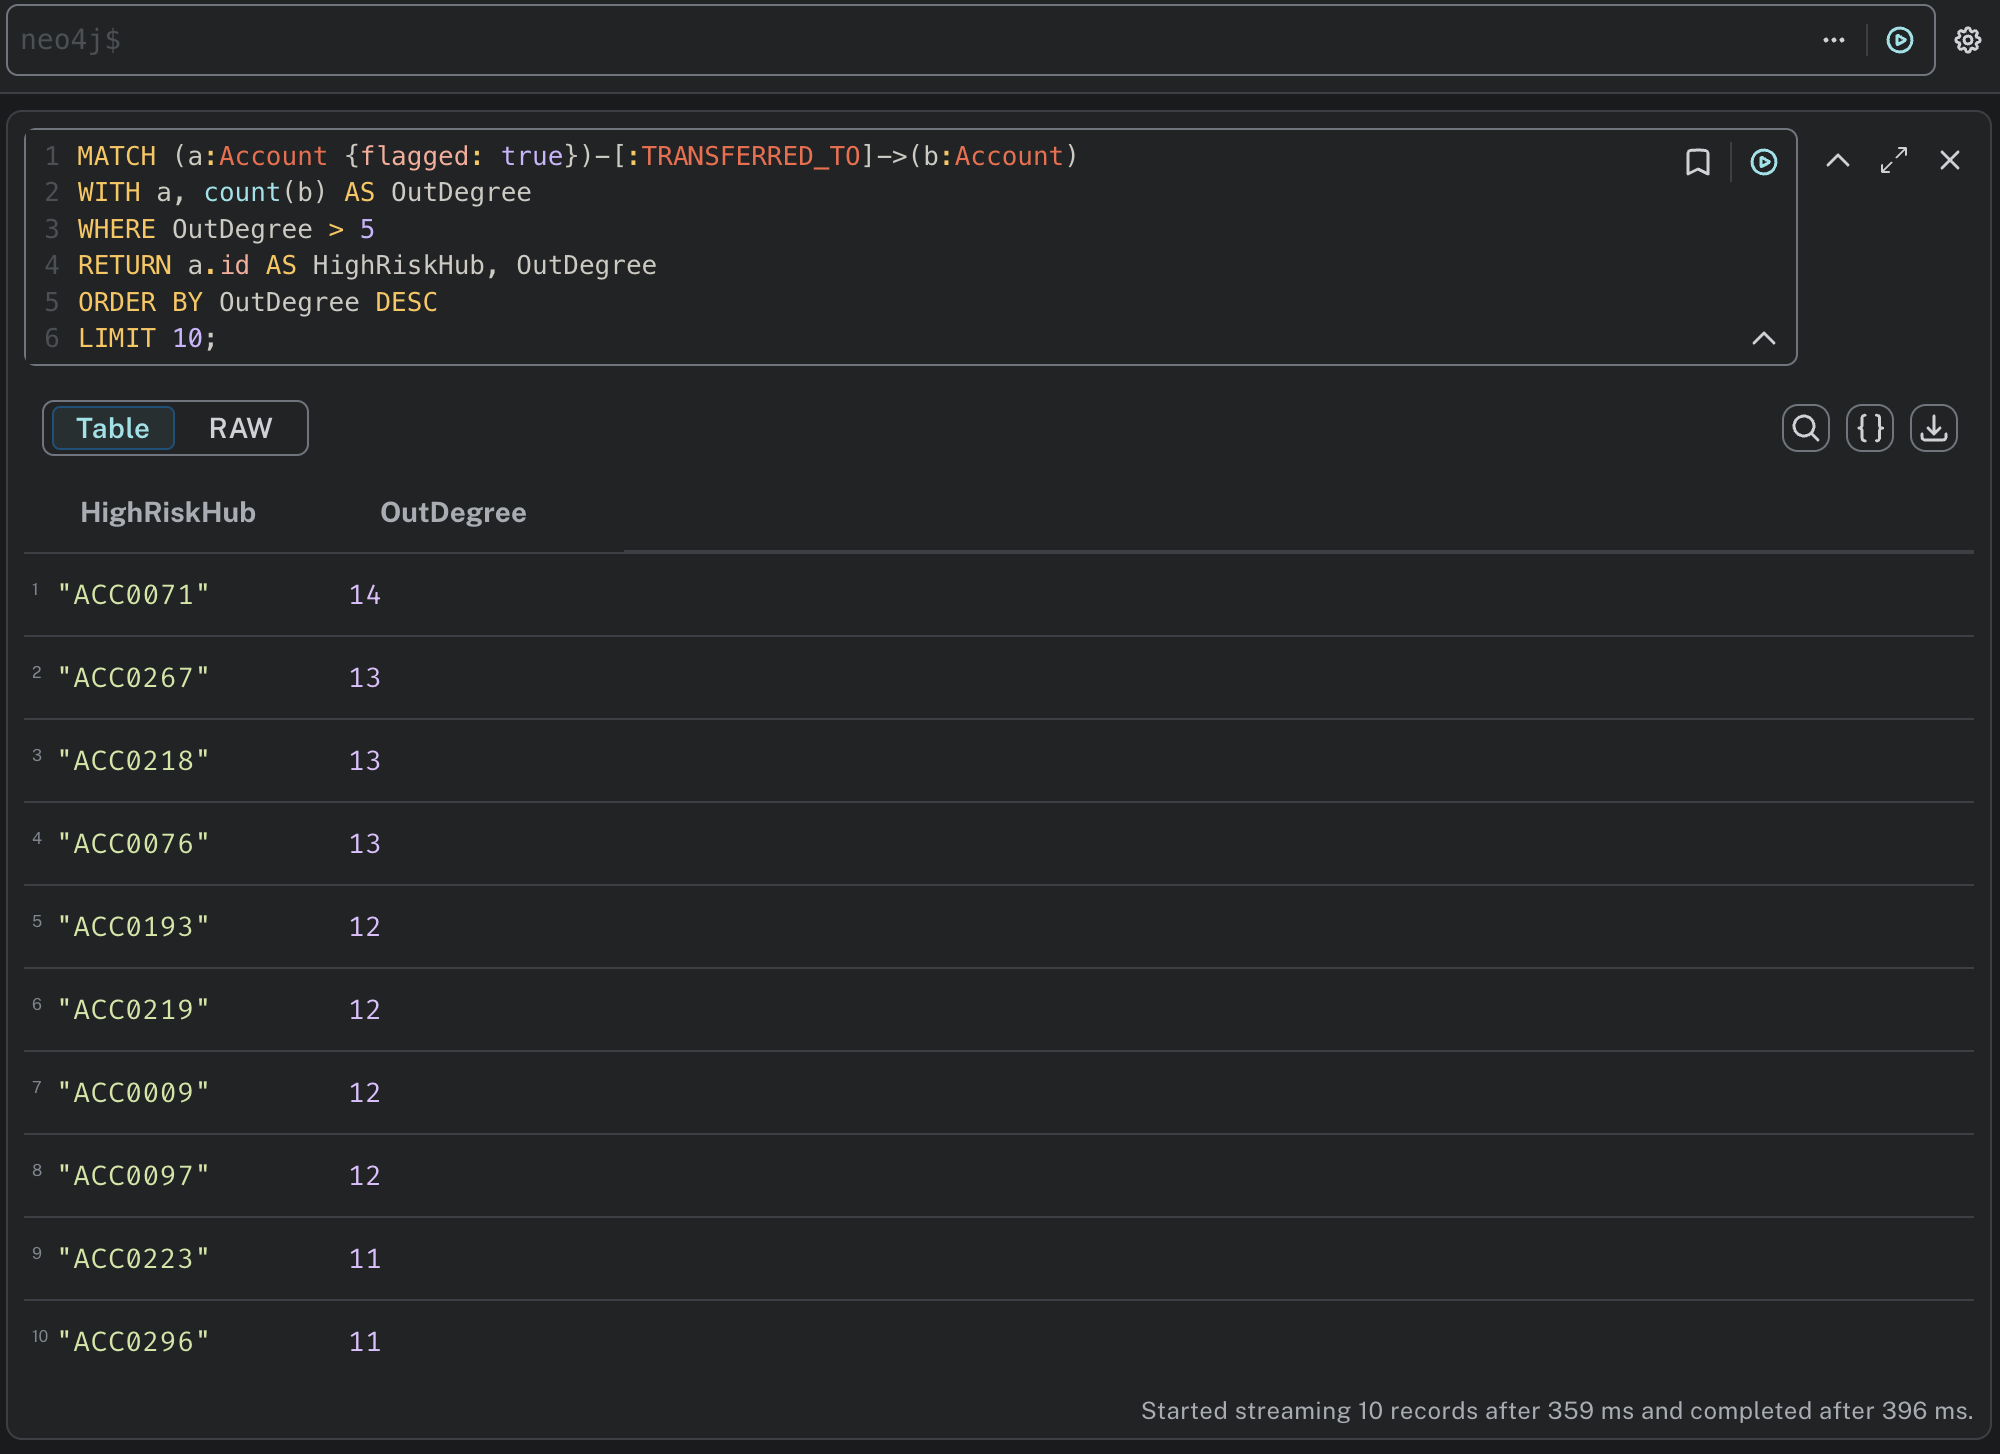 neo4j$
1 MATCH (a:Account {flagged: true})-[:TRANSFERRED_TO]->(b:Account)
2 WITH a, count(b) AS OutDegree
3 WHERE OutDegree > 5
4 RETURN a.id AS HighRiskHub, OutDegree
5 ORDER BY OutDegree DESC
6 LIMIT 10;
Table RAW
HighRiskHub OutDegree
1 "ACC0071" 14
2 "ACC0267" 13
3 "ACC0218" 13
4 "ACC0076" 13
5 "ACC0193" 12
6 "ACC0219" 12
7 "ACC0009" 12
8 "ACC0097" 12
9 "ACC0223" 11
10 "ACC0296" 11
Started streaming 10 records after 359 ms and completed after 396 ms.